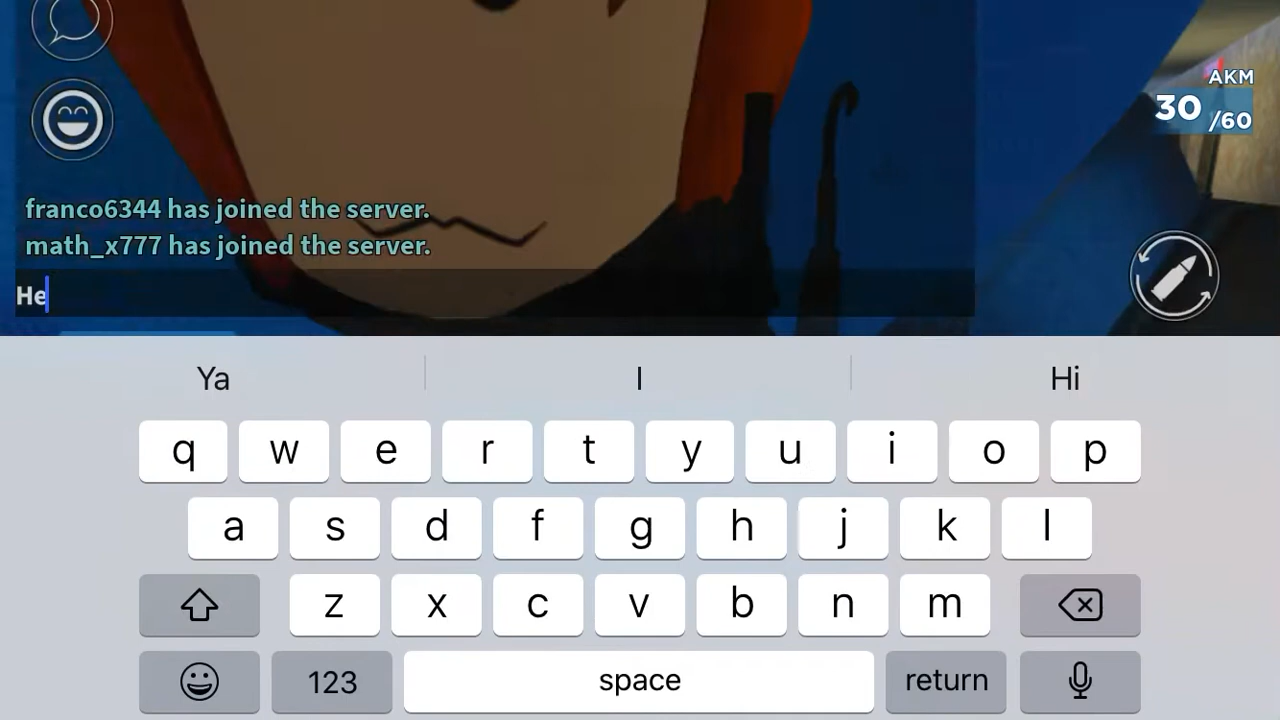 AKM
30 /60
franco6344 has joined the server.
math_x777 has joined the server.
He
Ya I Hi
q w e r t y u i o p
a s d f g h j k l
z x c v b n m
123 space return